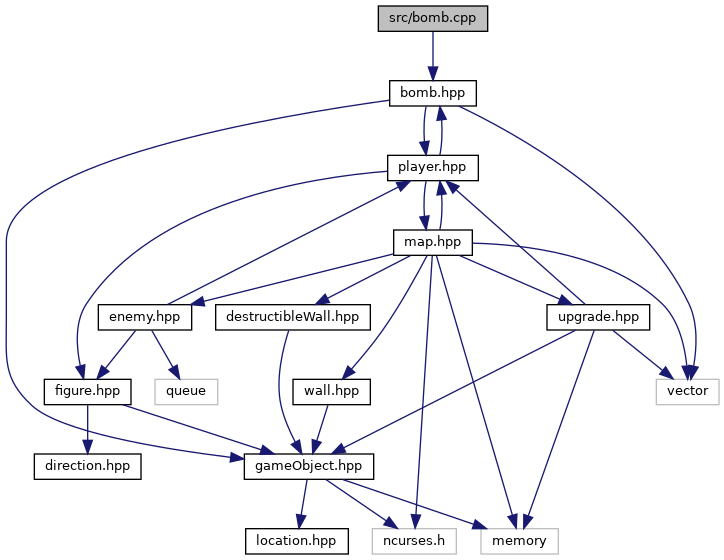 src/bomb.cpp
bomb.hpp
player.hpp
map.hpp
enemy.hpp
destructibleWall.hpp
upgrade.hpp
figure.hpp
queue
wall.hpp
vector
direction.hpp
gameObject.hpp
location.hpp
ncurses.h
memory